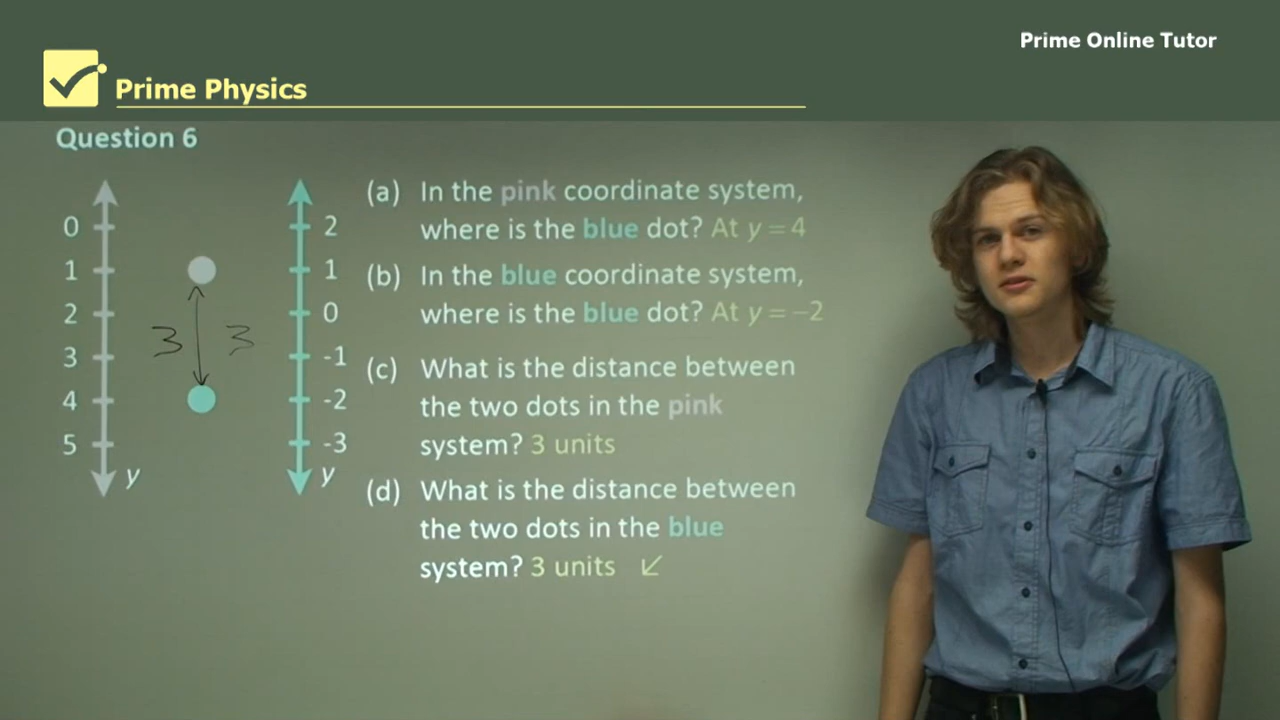 Prime Online Tutor
Prime Physics
Question 6
0
1
2
3
4
5
y
3
3
2
1
0
-1
-2
-3
y
(a) In the pink coordinate system,
where is the blue dot? At y = 4
(b) In the blue coordinate system,
where is the blue dot? At y = −2
(c) What is the distance between
the two dots in the pink
system? 3 units
(d) What is the distance between
the two dots in the blue
system? 3 units